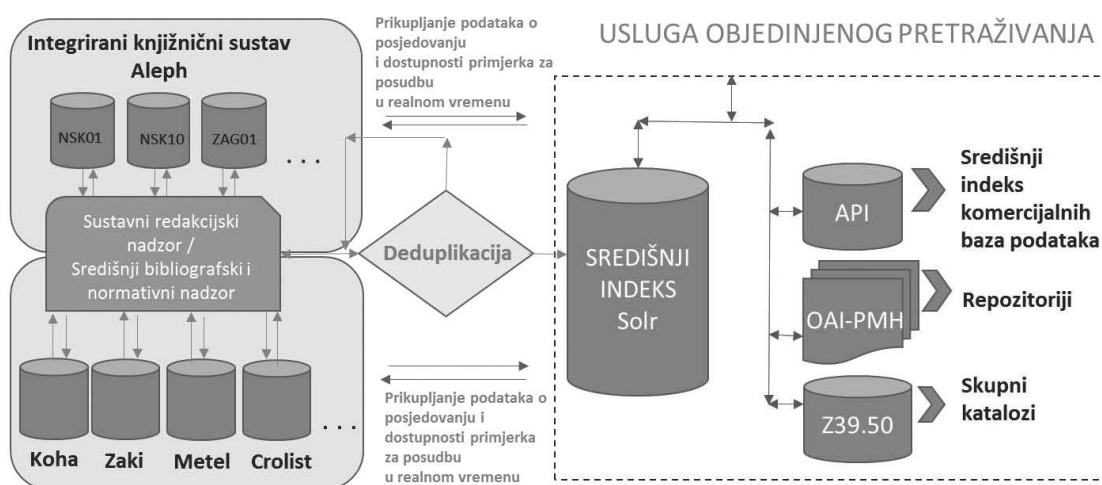 Integrirani knjižnični sustav
Aleph
NSK01
NSK10
ZAG01
...
Sustavni redakcijski
nadzor /
Središnji bibliografski i
normativni nadzor
Koha
Zaki
Metel
Crolist
...
Prikupljanje podataka o
posjedovanju
i dostupnosti primjerka za
posudbu
u realnom vremenu
Deduplikacija
Prikupljanje podataka o
posjedovanju i
dostupnosti primjerka
za posudbu
u realnom vremenu
USLUGA OBJEDINJENOG PRETRAŽIVANJA
SREDIŠNJI
INDEKS
Solr
API
Središnji
indeks
komercijalnih
baza podataka
OAI-PMH
Repozitoriji
Z39.50
Skupni
katalozi